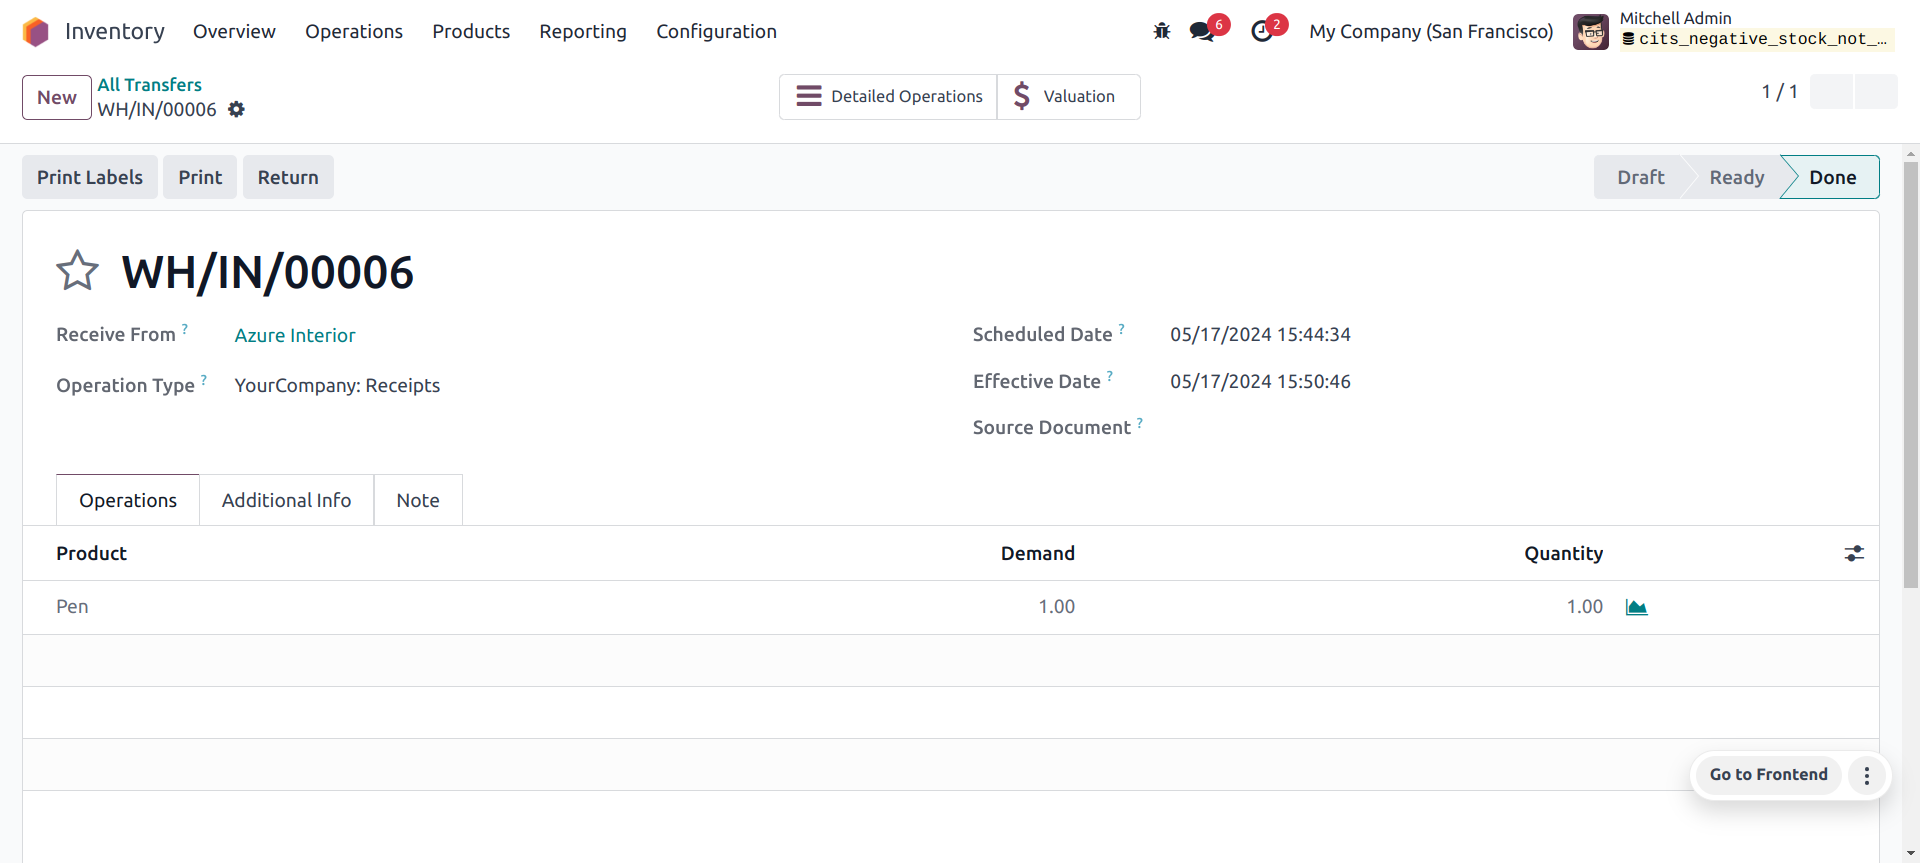 Inventory Overview Operations Products Reporting Configuration 6 2 My Company (San Francisco) Mitchell Admin
cits_negative_stock_not_...
New All Transfers
WH/IN/00006
Detailed Operations Valuation 1 / 1
Print Labels Print Return Draft Ready Done
WH/IN/00006
Receive From ? Azure Interior Scheduled Date ? 05/17/2024 15:44:34
Operation Type ? YourCompany: Receipts Effective Date ? 05/17/2024 15:50:46
Source Document ?
Operations Additional Info Note
Product Demand Quantity
Pen 1.00 1.00
Go to Frontend